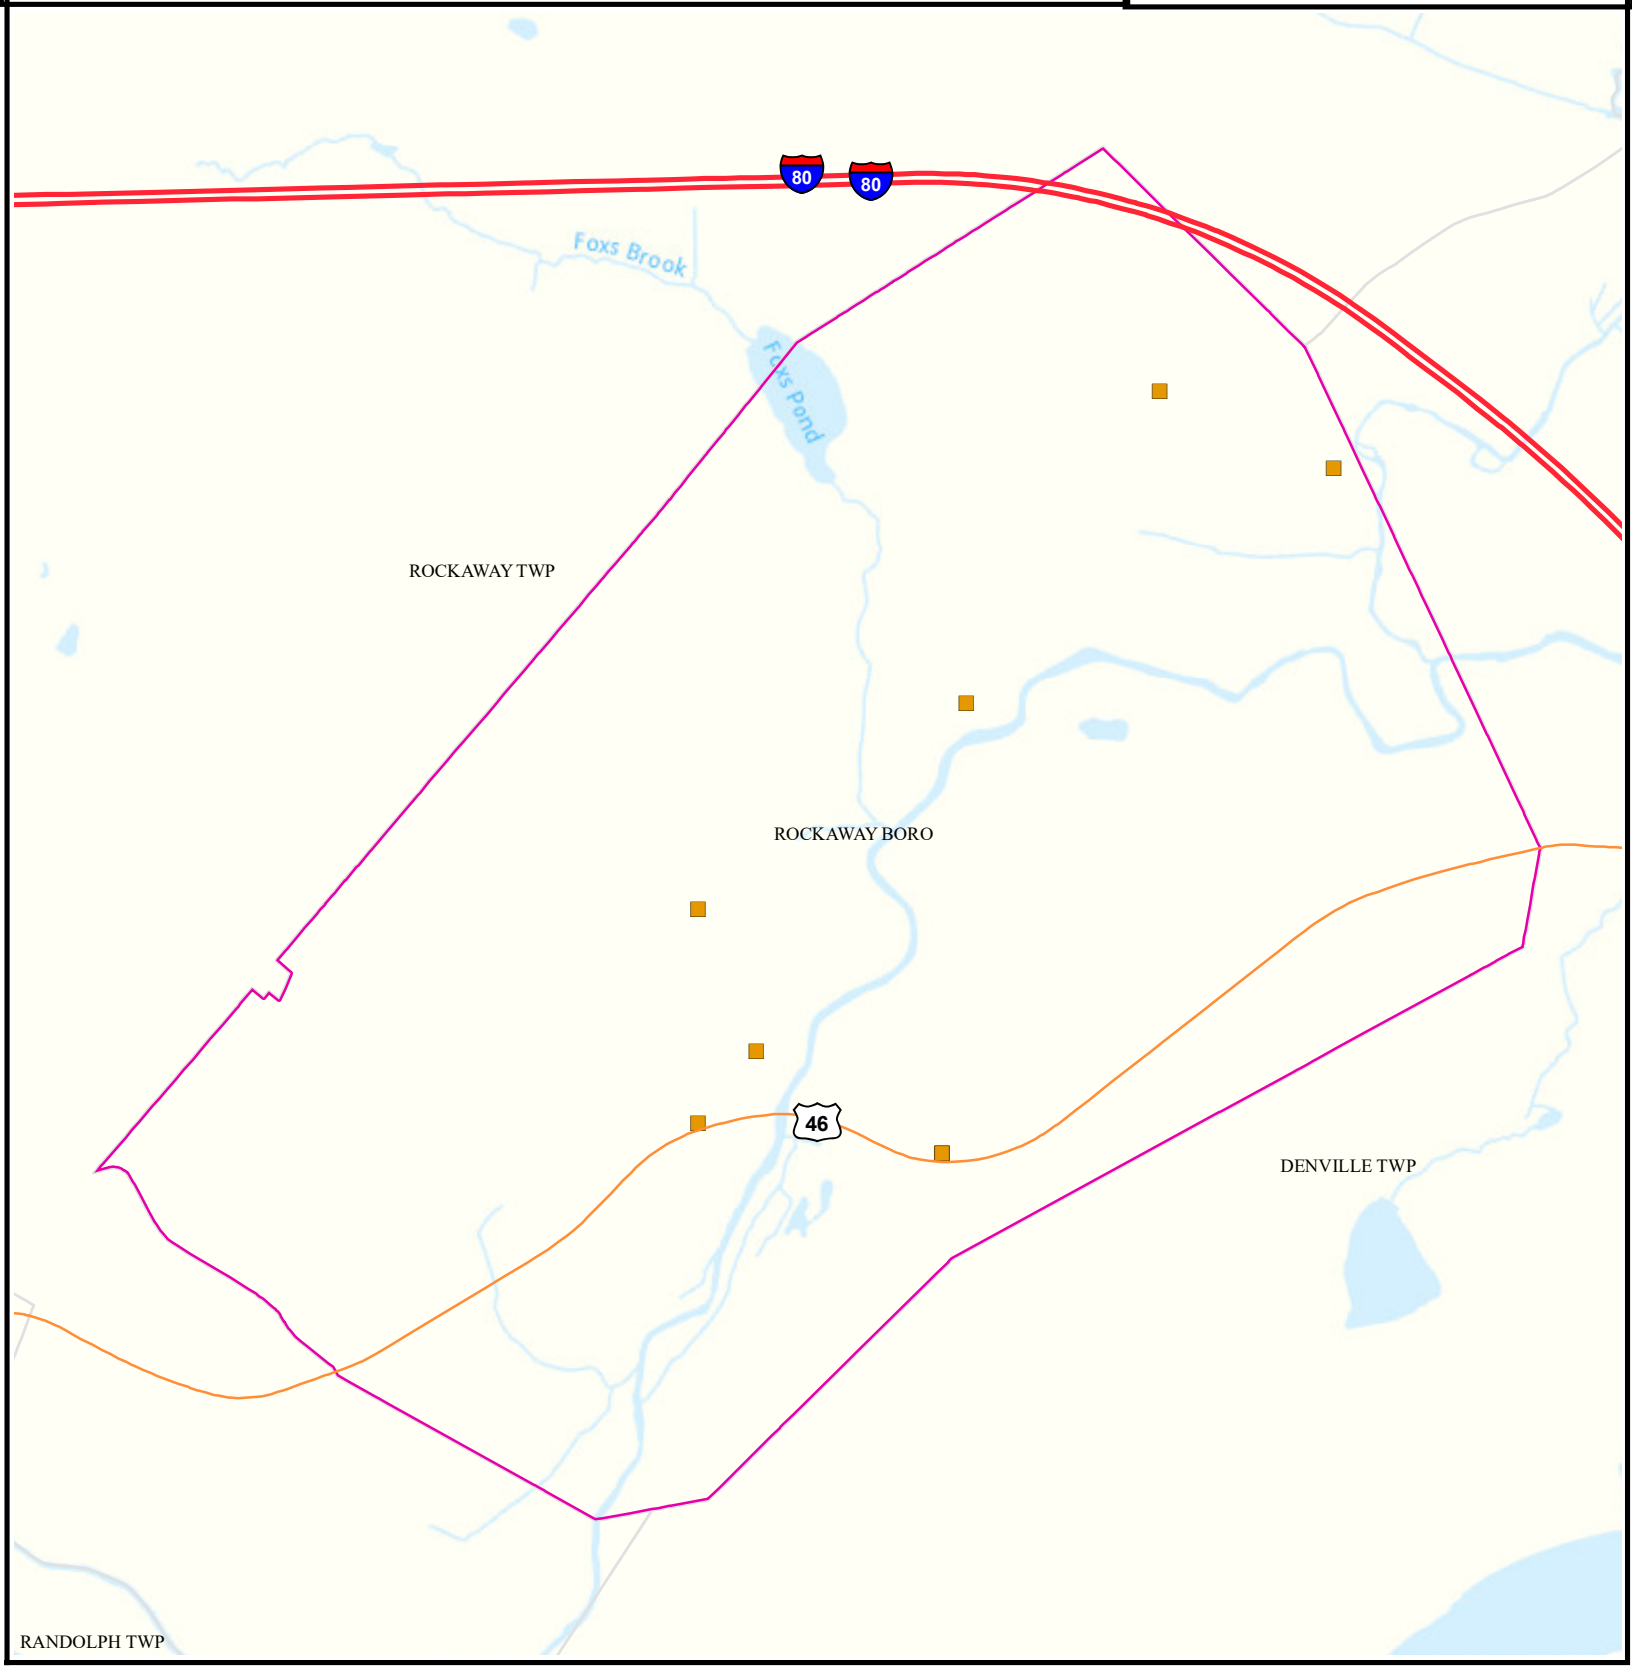 80
80
Foxs Brook
Foxs Pond
ROCKAWAY TWP
ROCKAWAY BORO
46
DENVILLE TWP
RANDOLPH TWP